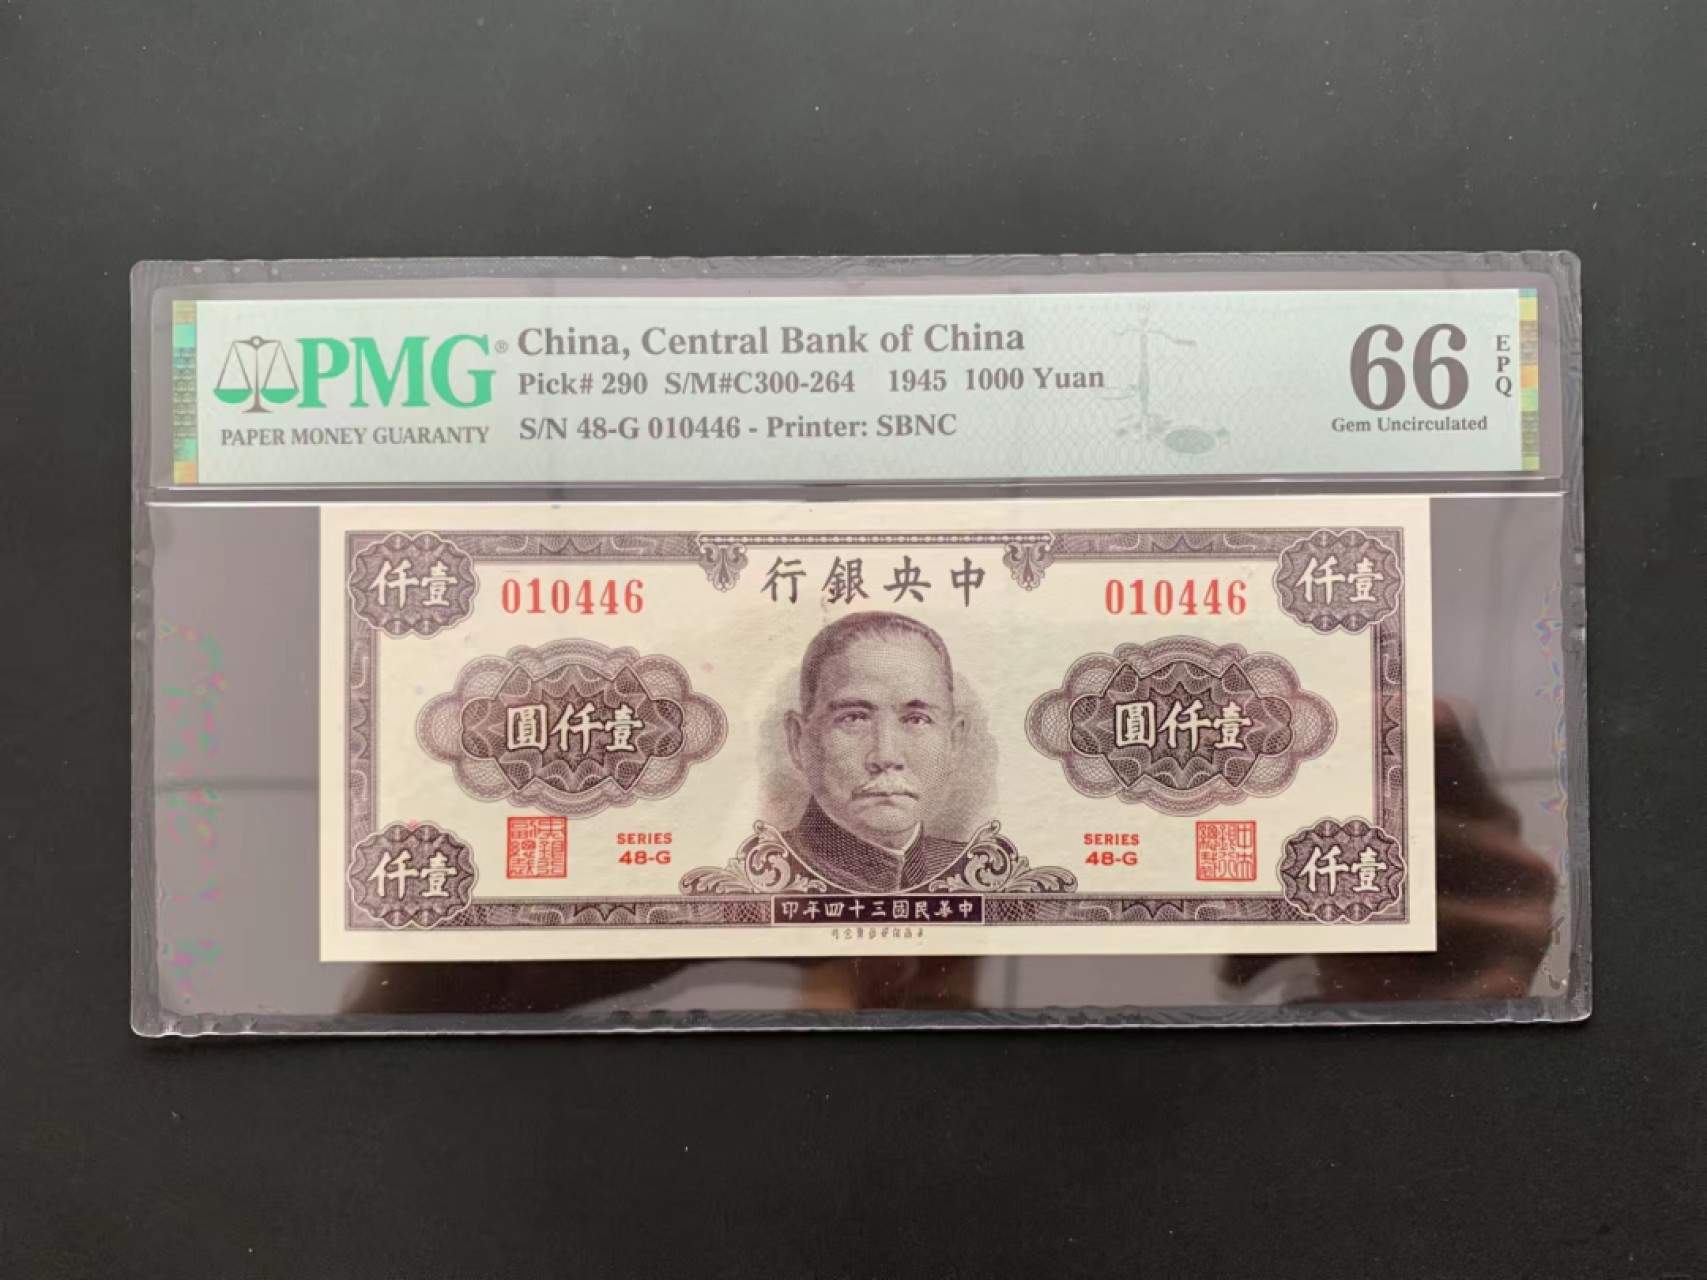 PMG®
PAPER MONEY GUARANTY
China, Central Bank of China
Pick# 290 S/M#C300-264 1945 1000 Yuan
S/N 48-G 010446 - Printer: SBNC
66
EPQ
Gem Uncirculated
行銀央中
仟壹
仟壹
010446
010446
圓仟壹
圓仟壹
SERIES
48-G
SERIES
48-G
仟壹
仟壹
印年四十三國民華中